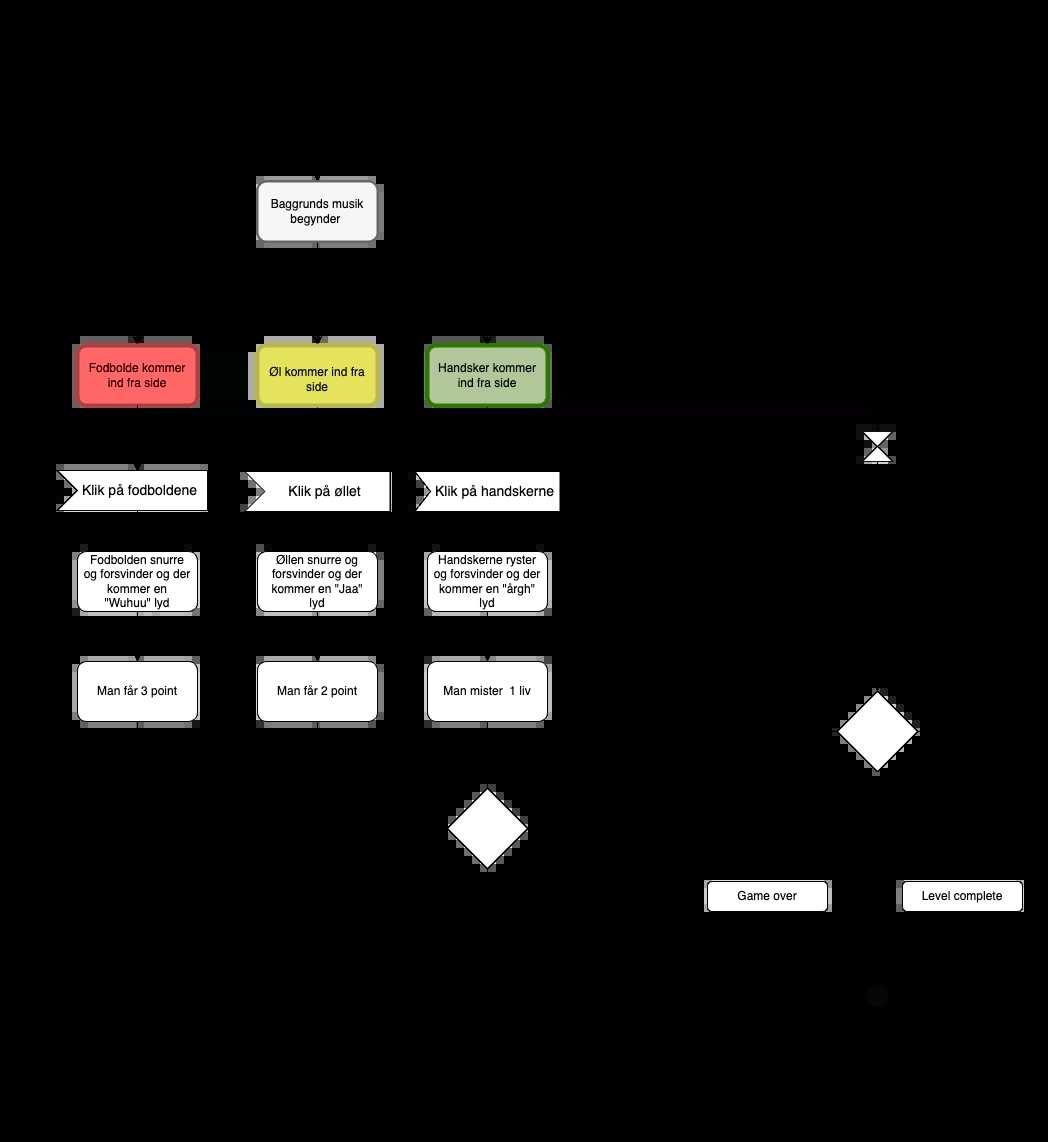 Baggrunds musik
begynder
Fodbolde kommer
ind fra side
Øl kommer ind fra
side
Handsker kommer
ind fra side
Klik på fodboldene
Klik på øllet
Klik på handskerne
Fodbolden snurre
og forsvinder og der
kommer en
"Wuhuu" lyd
Øllen snurre og
forsvinder og der
kommer en "Jaa"
lyd
Handskerne ryster
og forsvinder og der
kommer en "årgh"
lyd
Man får 3 point
Man får 2 point
Man mister  1 liv
Game over
Level complete